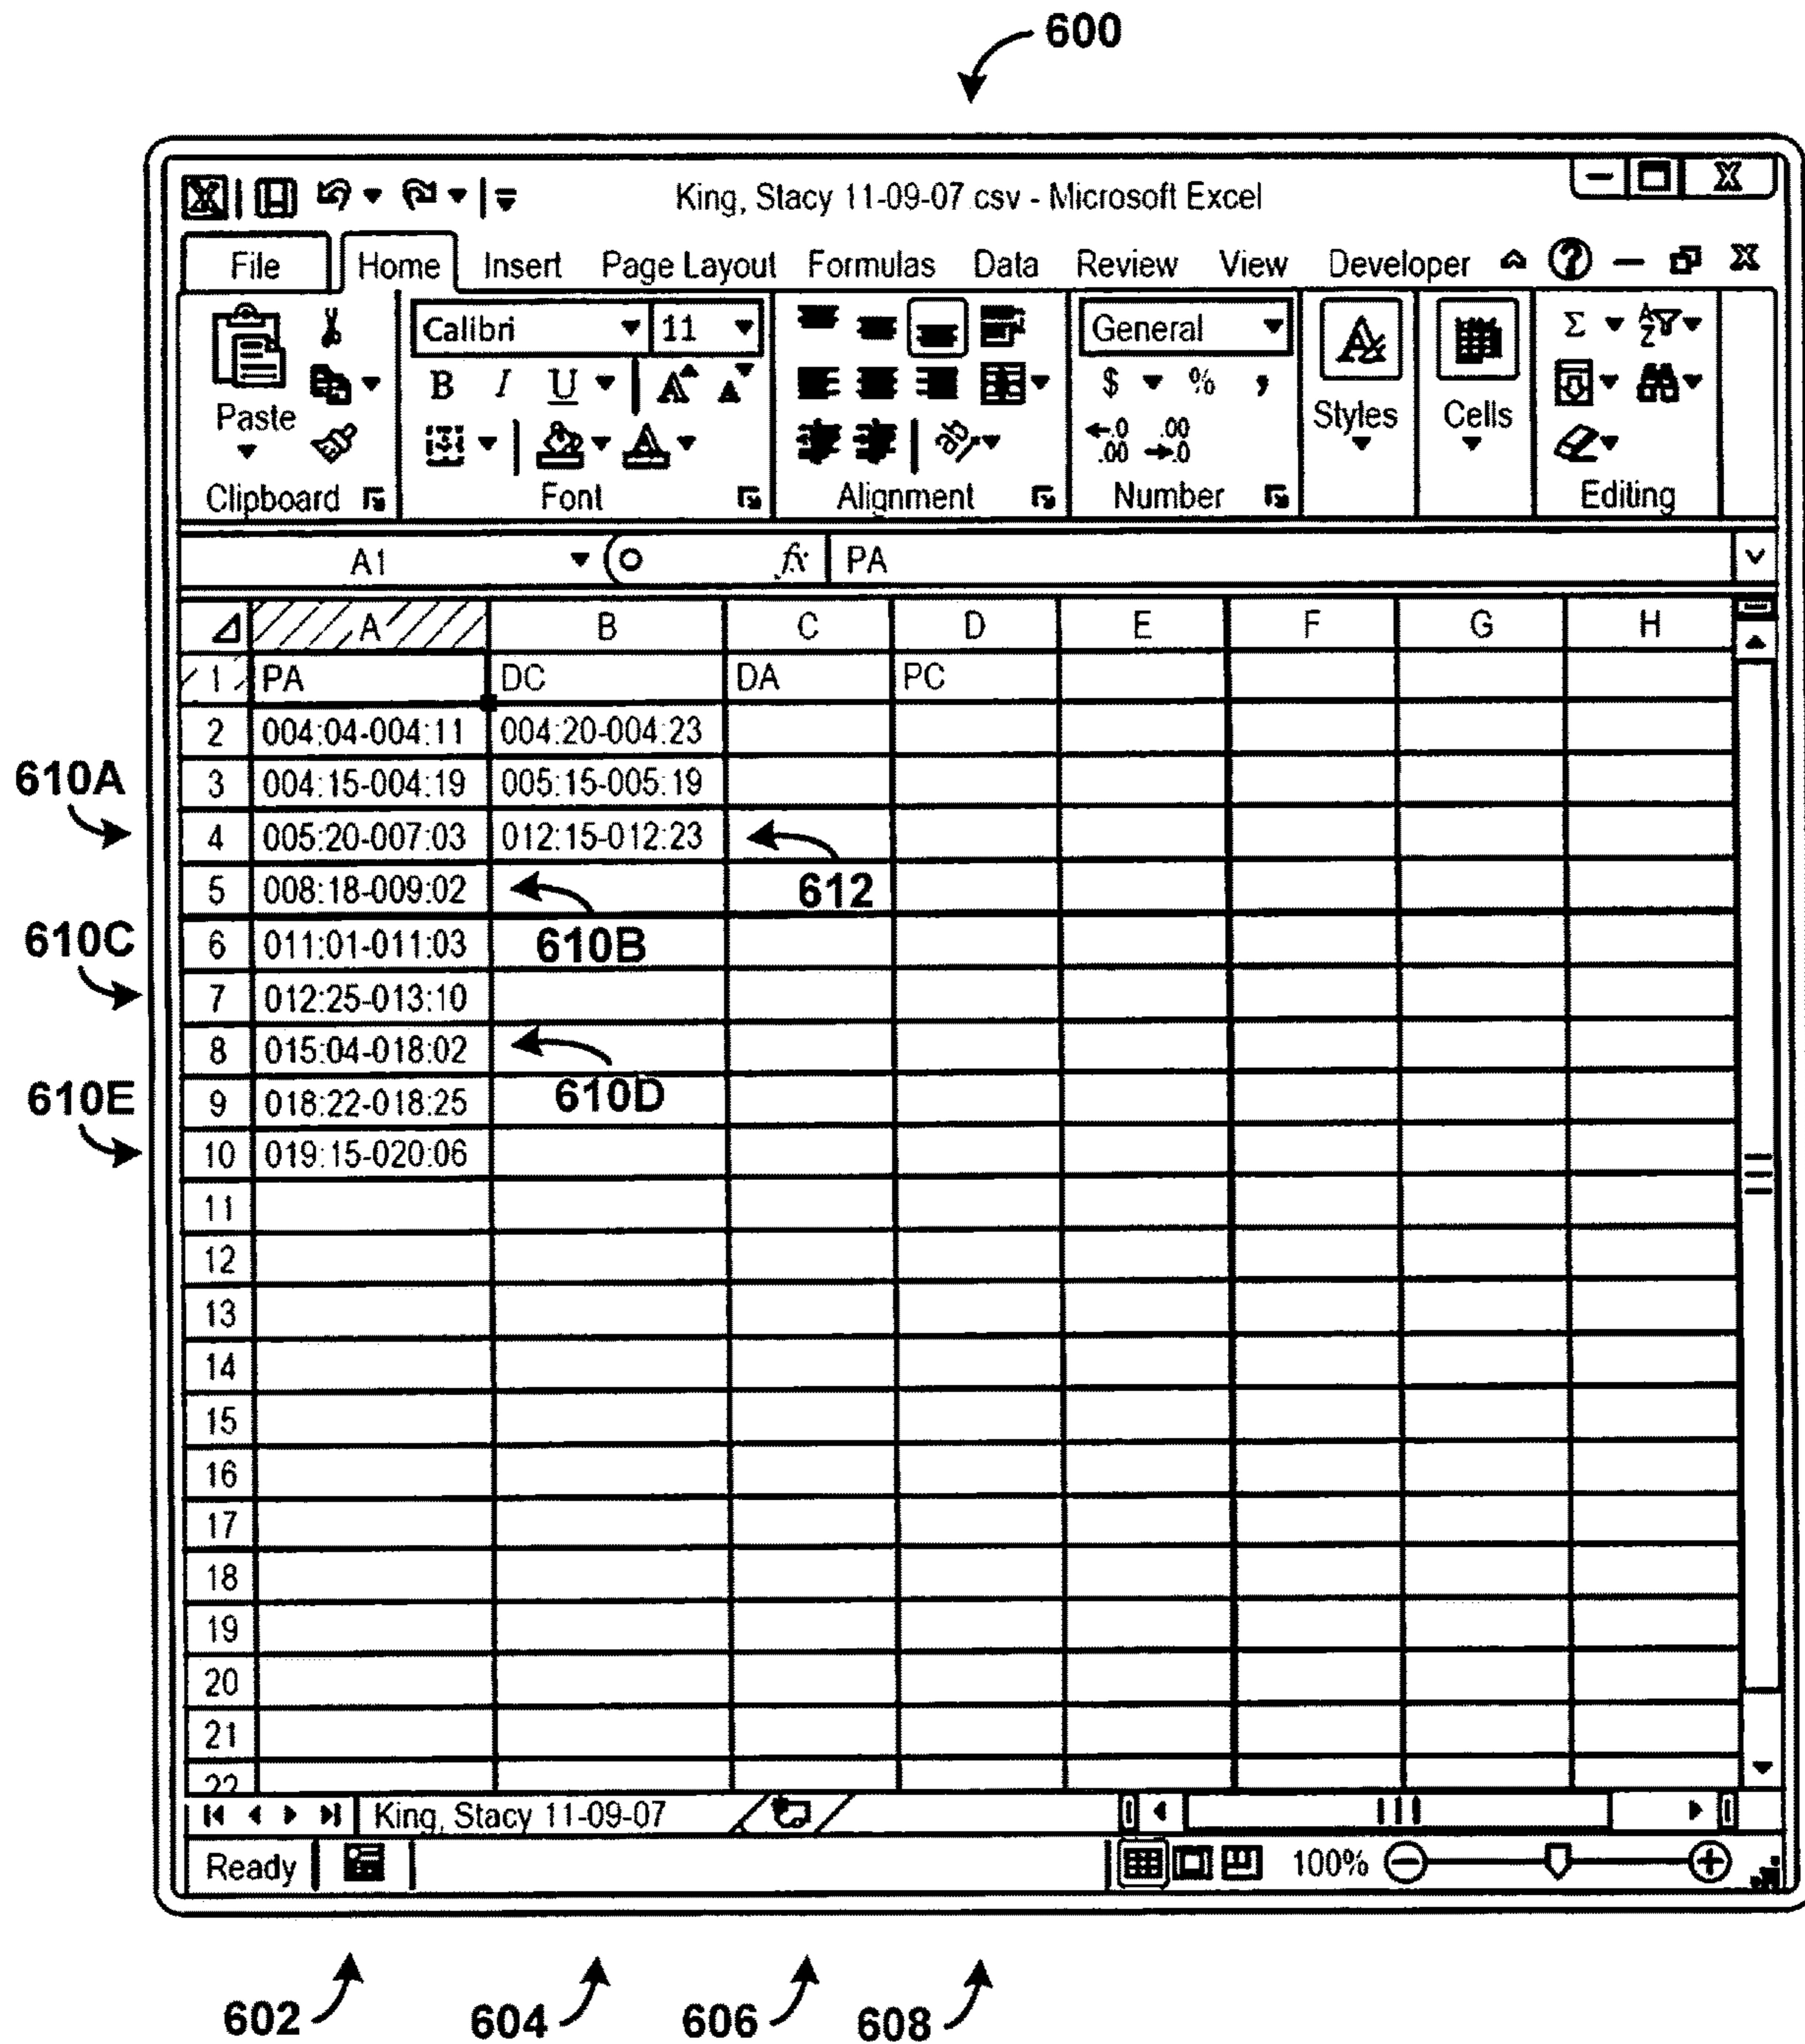 600
King, Stacy 11-09-07.csv - Microsoft Excel
X
File Home Insert Page Layout Formulas Data Review View Developer ? X
Calibri 11 General
Paste B I U A A $ % , Styles Cells Σ A Z
A ab ←.0 .00 .00 →.0
Clipboard Font Alignment Number Editing
A1 fx PA
A B C D E F G H
1 PA DC DA PC
2 004:04-004:11 004:20-004:23
610A 3 004:15-004:19 005:15-005:19
4 005:20-007:03 012:15-012:23
5 008:18-009:02 612
610C 6 011:01-011:03 610B
7 012:25-013:10
8 015:04-018:02
610E 9 018:22-018:25 610D
10 019:15-020:06
11
12
13
14
15
16
17
18
19
20
21
22
King, Stacy 11-09-07
Ready 100%
602 604 606 608